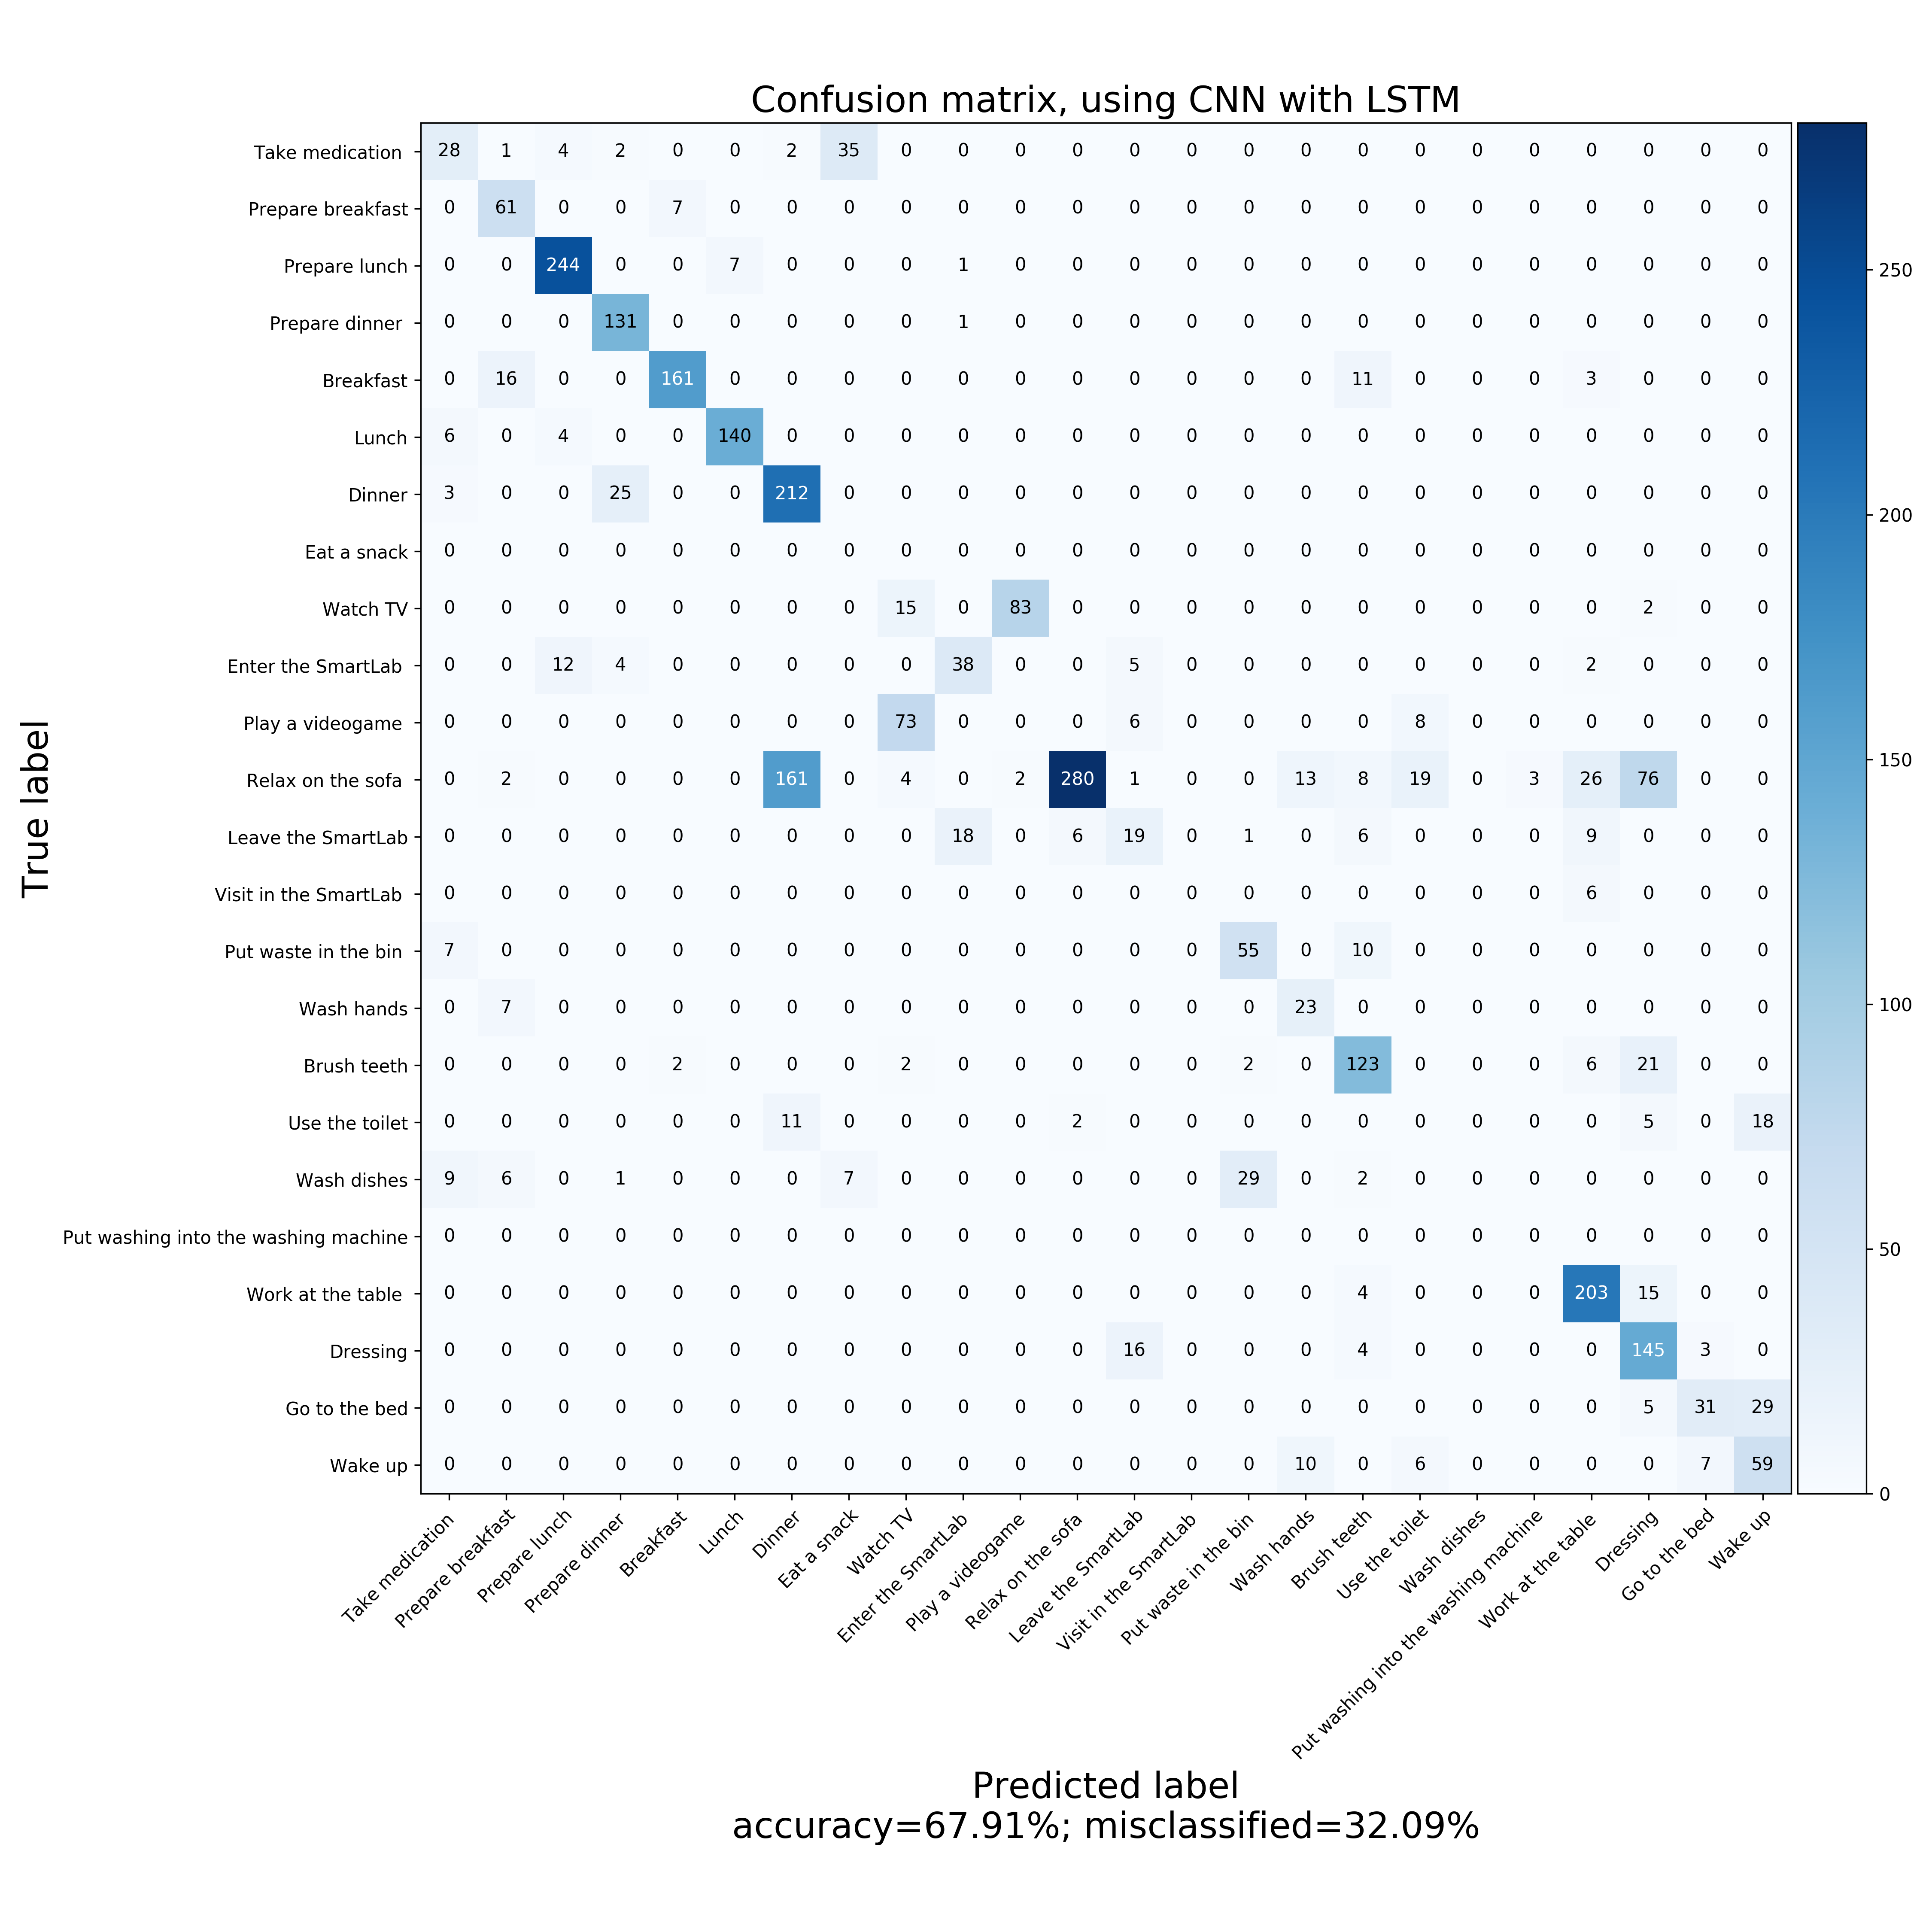 Confusion matrix, using CNN with LSTM
Take medication 28 1 4 2 0 0 2 35 0 0 0 0 0 0 0 0 0 0 0 0 0 0 0 0
Prepare breakfast 0 61 0 0 7 0 0 0 0 0 0 0 0 0 0 0 0 0 0 0 0 0 0 0
Prepare lunch 0 0 244 0 0 7 0 0 0 1 0 0 0 0 0 0 0 0 0 0 0 0 0 0
250
Prepare dinner 0 0 0 131 0 0 0 0 0 1 0 0 0 0 0 0 0 0 0 0 0 0 0 0
Breakfast 0 16 0 0 161 0 0 0 0 0 0 0 0 0 0 0 11 0 0 0 3 0 0 0
Lunch 6 0 4 0 0 140 0 0 0 0 0 0 0 0 0 0 0 0 0 0 0 0 0 0
Dinner 3 0 0 25 0 0 212 0 0 0 0 0 0 0 0 0 0 0 0 0 0 0 0 0
200
Eat a snack 0 0 0 0 0 0 0 0 0 0 0 0 0 0 0 0 0 0 0 0 0 0 0 0
Watch TV 0 0 0 0 0 0 0 0 15 0 83 0 0 0 0 0 0 0 0 0 0 2 0 0
Enter the SmartLab 0 0 12 4 0 0 0 0 0 38 0 0 5 0 0 0 0 0 0 0 2 0 0 0
Play a videogame 0 0 0 0 0 0 0 0 73 0 0 0 6 0 0 0 0 8 0 0 0 0 0 0
150
Relax on the sofa 0 2 0 0 0 0 161 0 4 0 2 280 1 0 0 13 8 19 0 3 26 76 0 0
Leave the SmartLab 0 0 0 0 0 0 0 0 0 18 0 6 19 0 1 0 6 0 0 0 9 0 0 0
Visit in the SmartLab 0 0 0 0 0 0 0 0 0 0 0 0 0 0 0 0 0 0 0 0 6 0 0 0
Put waste in the bin 7 0 0 0 0 0 0 0 0 0 0 0 0 0 55 0 10 0 0 0 0 0 0 0
Wash hands 0 7 0 0 0 0 0 0 0 0 0 0 0 0 0 23 0 0 0 0 0 0 0 0
100
Brush teeth 0 0 0 0 2 0 0 0 2 0 0 0 0 0 2 0 123 0 0 0 6 21 0 0
Use the toilet 0 0 0 0 0 0 11 0 0 0 0 2 0 0 0 0 0 0 0 0 0 5 0 18
Wash dishes 9 6 0 1 0 0 0 7 0 0 0 0 0 0 29 0 2 0 0 0 0 0 0 0
Put washing into the washing machine 0 0 0 0 0 0 0 0 0 0 0 0 0 0 0 0 0 0 0 0 0 0 0 0
50
Work at the table 0 0 0 0 0 0 0 0 0 0 0 0 0 0 0 0 4 0 0 0 203 15 0 0
Dressing 0 0 0 0 0 0 0 0 0 0 0 0 16 0 0 0 4 0 0 0 0 145 3 0
Go to the bed 0 0 0 0 0 0 0 0 0 0 0 0 0 0 0 0 0 0 0 0 0 5 31 29
Wake up 0 0 0 0 0 0 0 0 0 0 0 0 0 0 0 10 0 6 0 0 0 0 7 59
0
True label
Take medication
Prepare breakfast
Prepare lunch
Prepare dinner
Breakfast
Lunch
Dinner
Eat a snack
Watch TV
Enter the SmartLab
Play a videogame
Relax on the sofa
Leave the SmartLab
Visit in the SmartLab
Put waste in the bin
Wash hands
Brush teeth
Use the toilet
Wash dishes
Put washing into the washing machine
Work at the table
Dressing
Go to the bed
Wake up
Predicted label
accuracy=67.91%; misclassified=32.09%